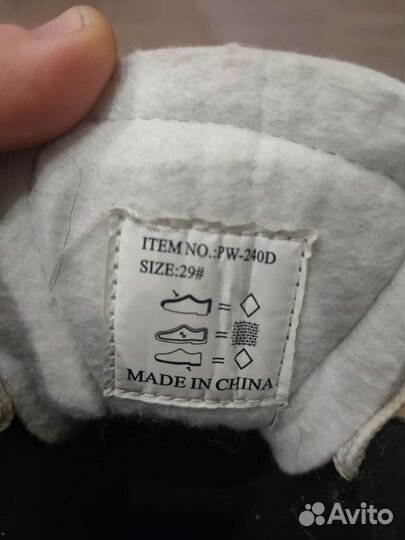 ITEM NO.:PW-240D
SIZE:29#
=
=
=
MADE IN CHINA
Avito